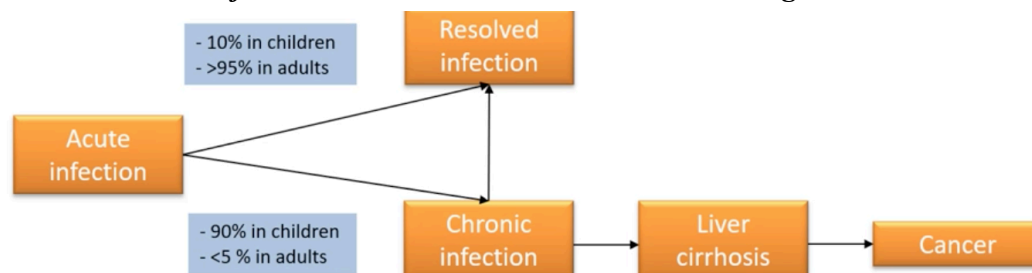 - 10% in children
- >95% in adults
Resolved
infection
Acute
infection
- 90% in children
- <5 % in adults
Chronic
infection
Liver
cirrhosis
Cancer